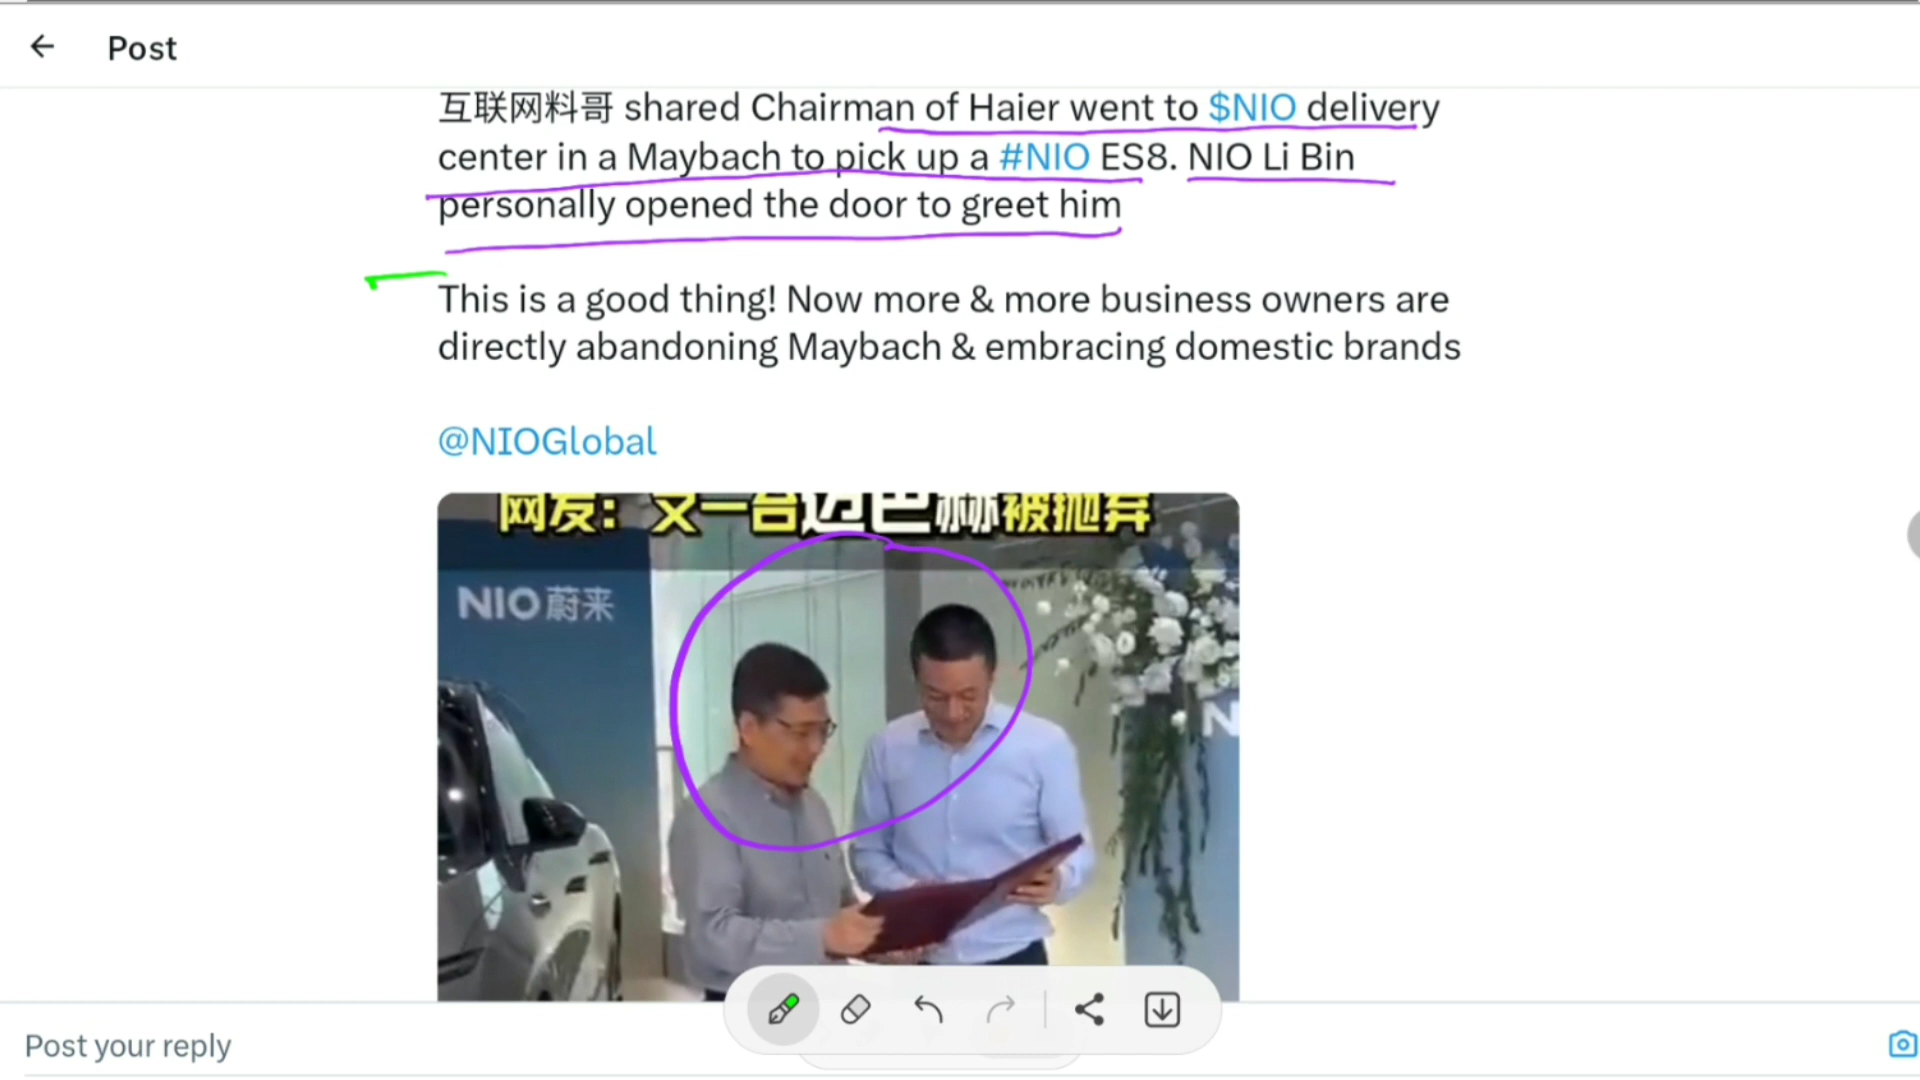 Post
互联网料哥 shared Chairman of Haier went to $NIO delivery
center in a Maybach to pick up a #NIO ES8. NIO Li Bin
personally opened the door to greet him
This is a good thing! Now more & more business owners are
directly abandoning Maybach & embracing domestic brands
@NIOGlobal
网友：又一台迈巴赫被抛弃
NIO蔚来
N
Post your reply